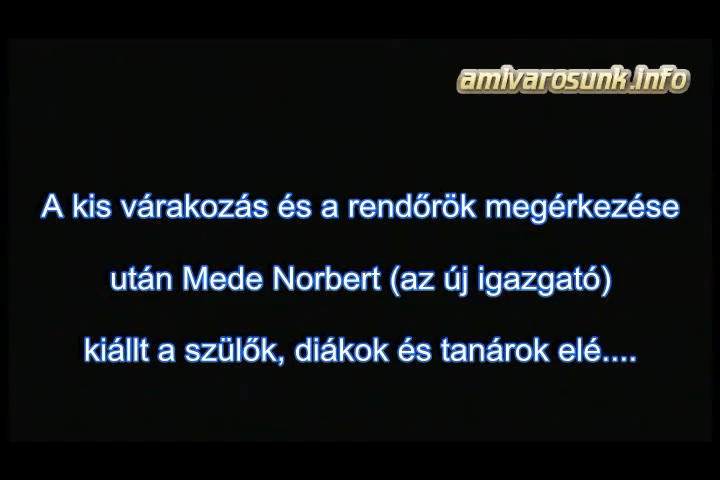 amivarosunk.info
A kis várakozás és a rendőrök megérkezése
után Mede Norbert (az új igazgató)
kiállt a szülők, diákok és tanárok elé....